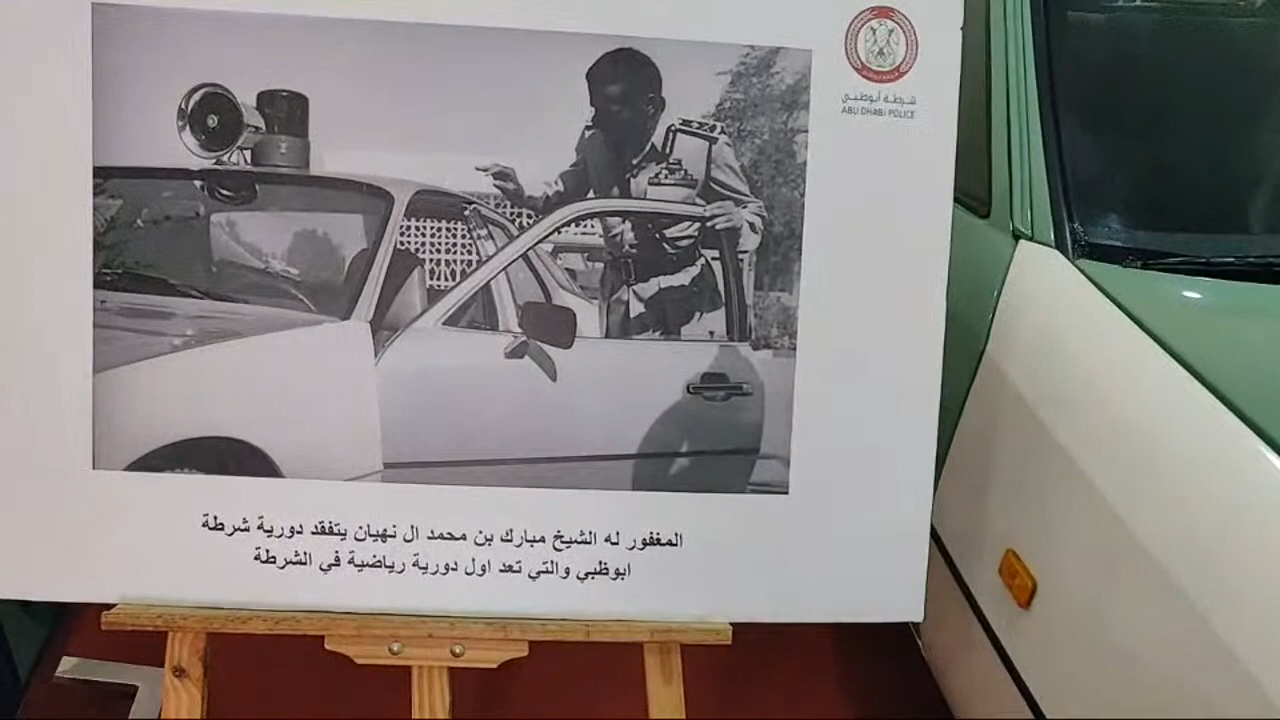 شرطة أبوظبي
ABU DHABI POLICE
المغفور له الشيخ مبارك بن محمد ال نهيان يتفقد دورية شرطة
ابوظبي والتي تعد اول دورية رياضية في الشرطة